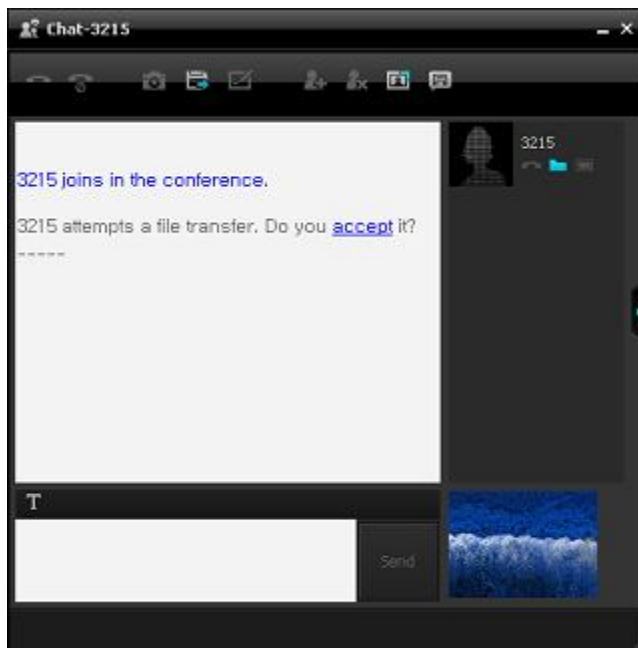 Chat-3215
3215 joins in the conference.
3215
3215 attempts a file transfer. Do you accept it?
-----
T
Send